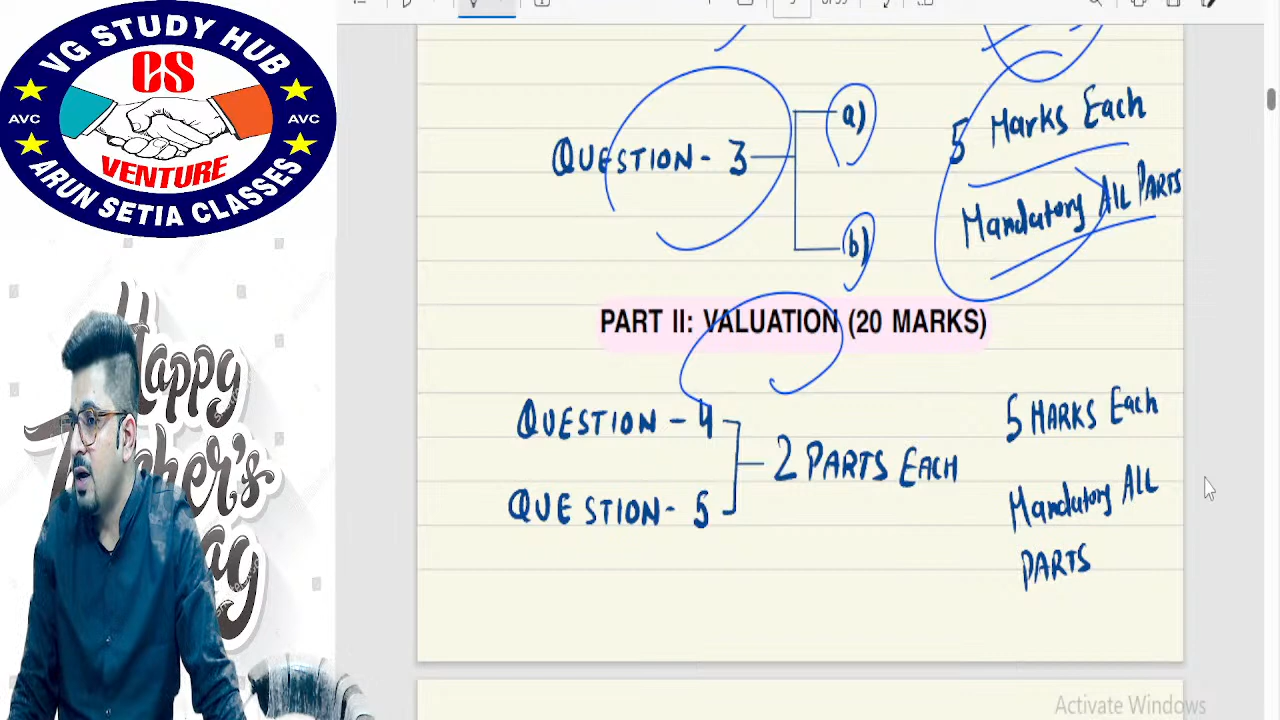 VG STUDY HUB
CS
AVC
AVC
VENTURE
ARUN SETIA CLASSES
Happy
QUESTION - 3
a)
b)
5 Marks Each
Mandatory ALL PARTS
PART II: VALUATION (20 MARKS)
QUESTION - 4
QUESTION - 5
2 PARTS EACH
5 MARKS Each
Mandatory ALL
PARTS
Activate Windows